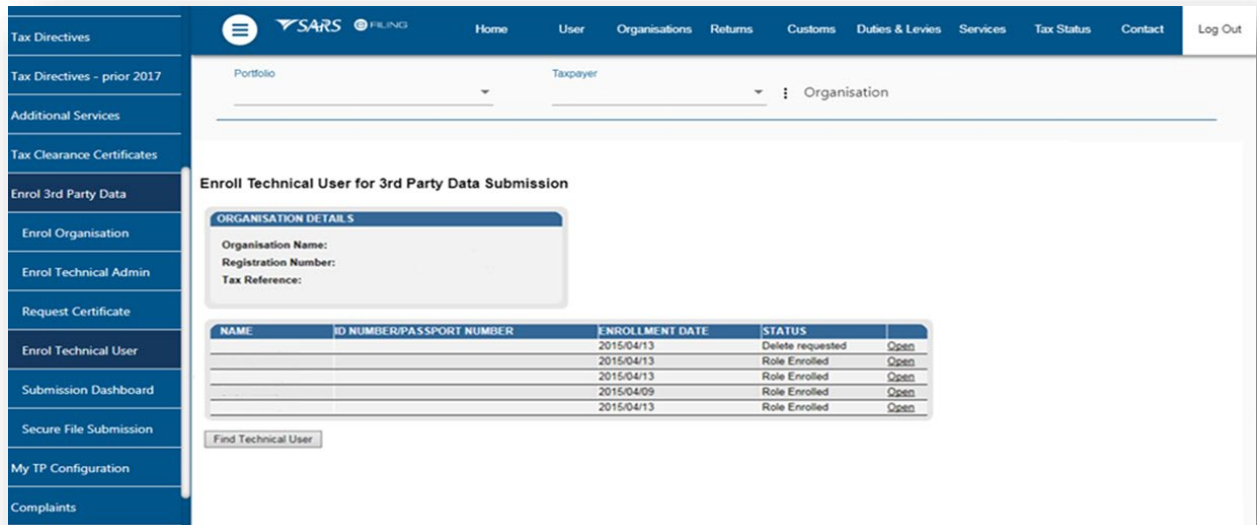 Tax Directives
Tax Directives - prior 2017
Additional Services
Tax Clearance Certificates
Enrol 3rd Party Data
Enrol Organisation
Enrol Technical Admin
Request Certificate
Enrol Technical User
Submission Dashboard
Secure File Submission
My TP Configuration
Complaints
SARS e FILING Home User Organisations Returns Customs Duties & Levies Services Tax Status Contact Log Out
Portfolio Taxpayer
Organisation
Enroll Technical User for 3rd Party Data Submission
ORGANISATION DETAILS
Organisation Name:
Registration Number:
Tax Reference:
NAME ID NUMBER/PASSPORT NUMBER ENROLLMENT DATE STATUS
2015/04/13 Delete requested Open
2015/04/13 Role Enrolled Open
2015/04/13 Role Enrolled Open
2015/04/09 Role Enrolled Open
2015/04/13 Role Enrolled Open
Find Technical User